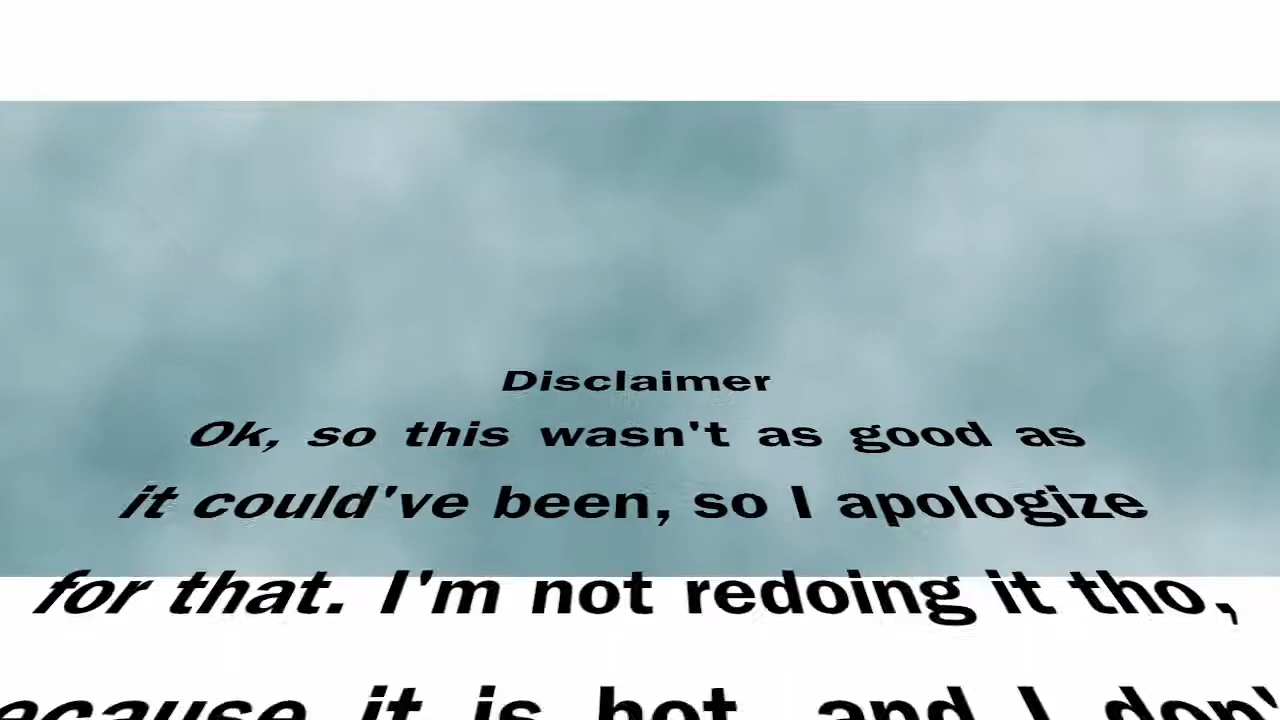 Disclaimer
Ok, so this wasn't as good as
it could've been, so I apologize
for that. I'm not redoing it tho,
it is hot, and I